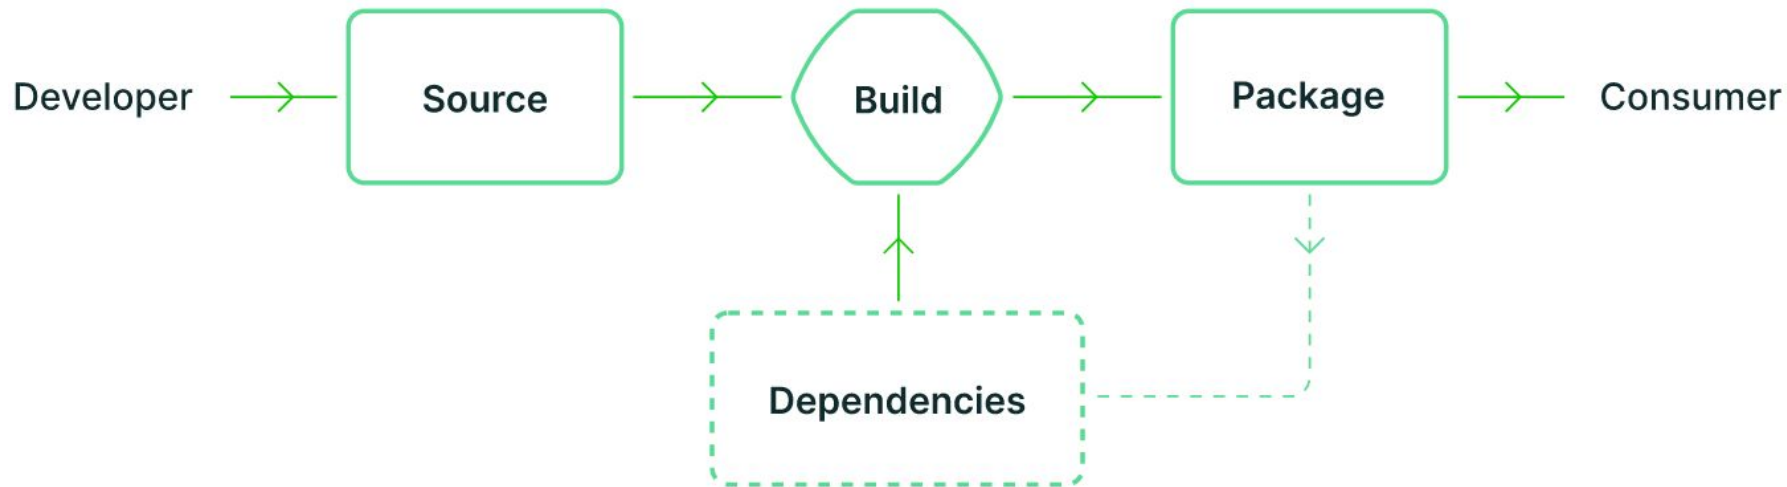 Developer
Source
Build
Package
Consumer
Dependencies